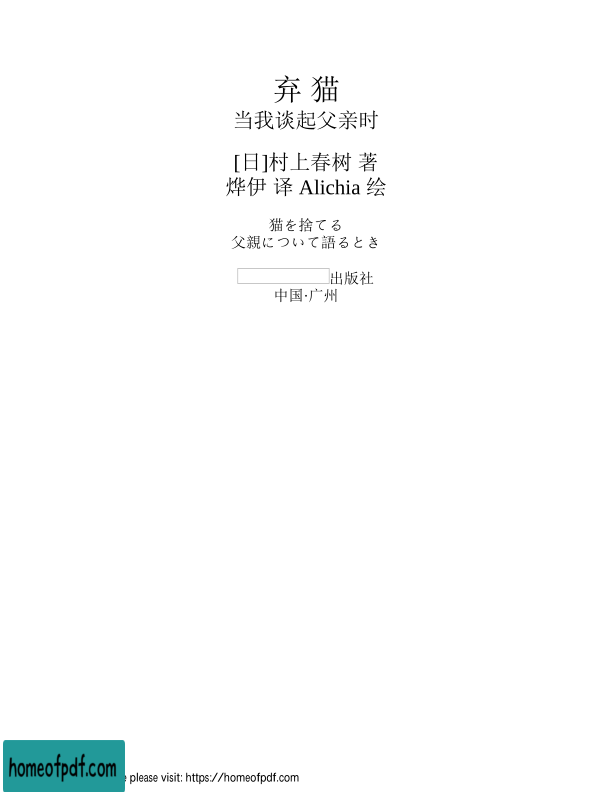 弃 猫
当我谈起父亲时
[日]村上春树 著
烨伊 译 Alichia 绘
猫を捨てる
父親について語るとき
出版社
中国·广州
homeofpdf.com
please visit: https://homeofpdf.com